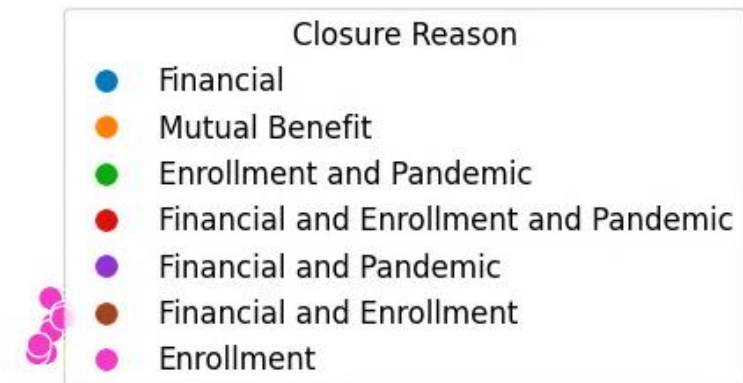 Closure Reason
Financial
Mutual Benefit
Enrollment and Pandemic
Financial and Enrollment and Pandemic
Financial and Pandemic
Financial and Enrollment
Enrollment